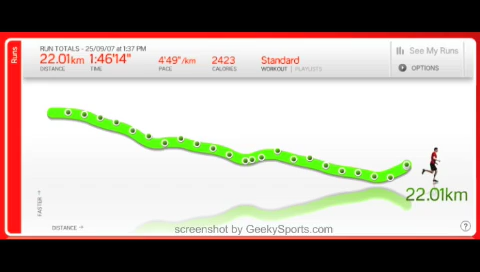 Runs
RUN TOTALS - 25/09/07 at 1:37 PM
22.01km 1:46'14" 4'49"/km 2423 Standard
DISTANCE TIME PACE CALORIES WORKOUT | PLAYLISTS
See My Runs
OPTIONS
22.01km
FASTER →
DISTANCE →
screenshot by GeekySports.com
?